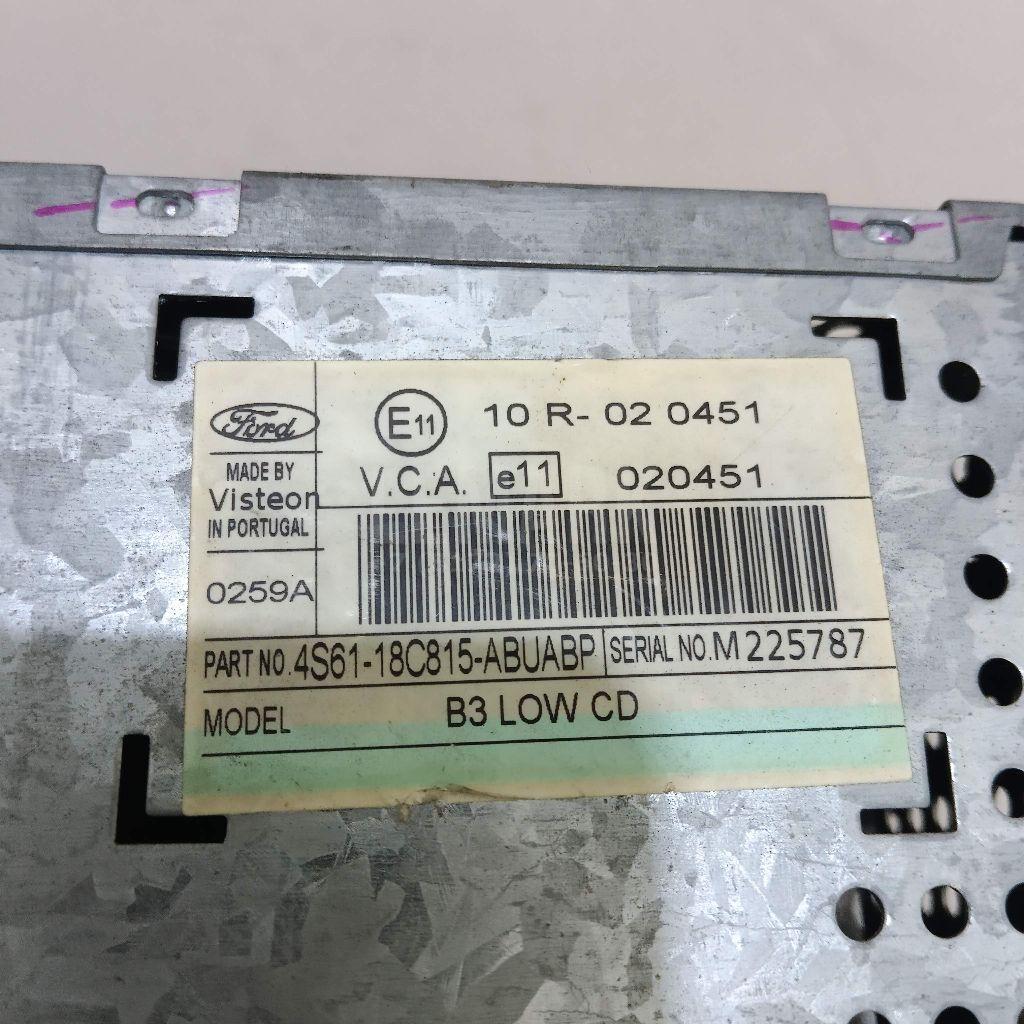 Ford
E11 10 R- 02 0451
MADE BY
Visteon
IN PORTUGAL
V.C.A. e11 020451
0259A
PART NO. 4S61-18C815-ABUABP SERIAL NO. M225787
MODEL B3 LOW CD